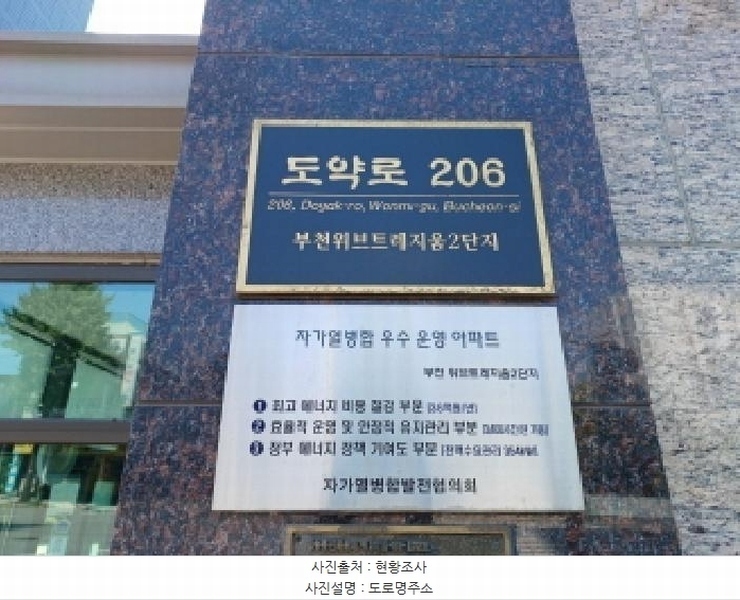 도약로 206
206, Doyak-ro, Wonmi-gu, Bucheon-si
부천위브트레지움2단지
자가열병합 우수 운영 아파트
부천 위브트레지움2단지
❶ 최고 에너지 비용 절감 부문
❷ 효율적 운영 및 안정적 유지관리 부문
❸ 정부 에너지 정책 기여도 부문
자가열병합발전협의회
사진출처 : 현황조사
사진설명 : 도로명주소